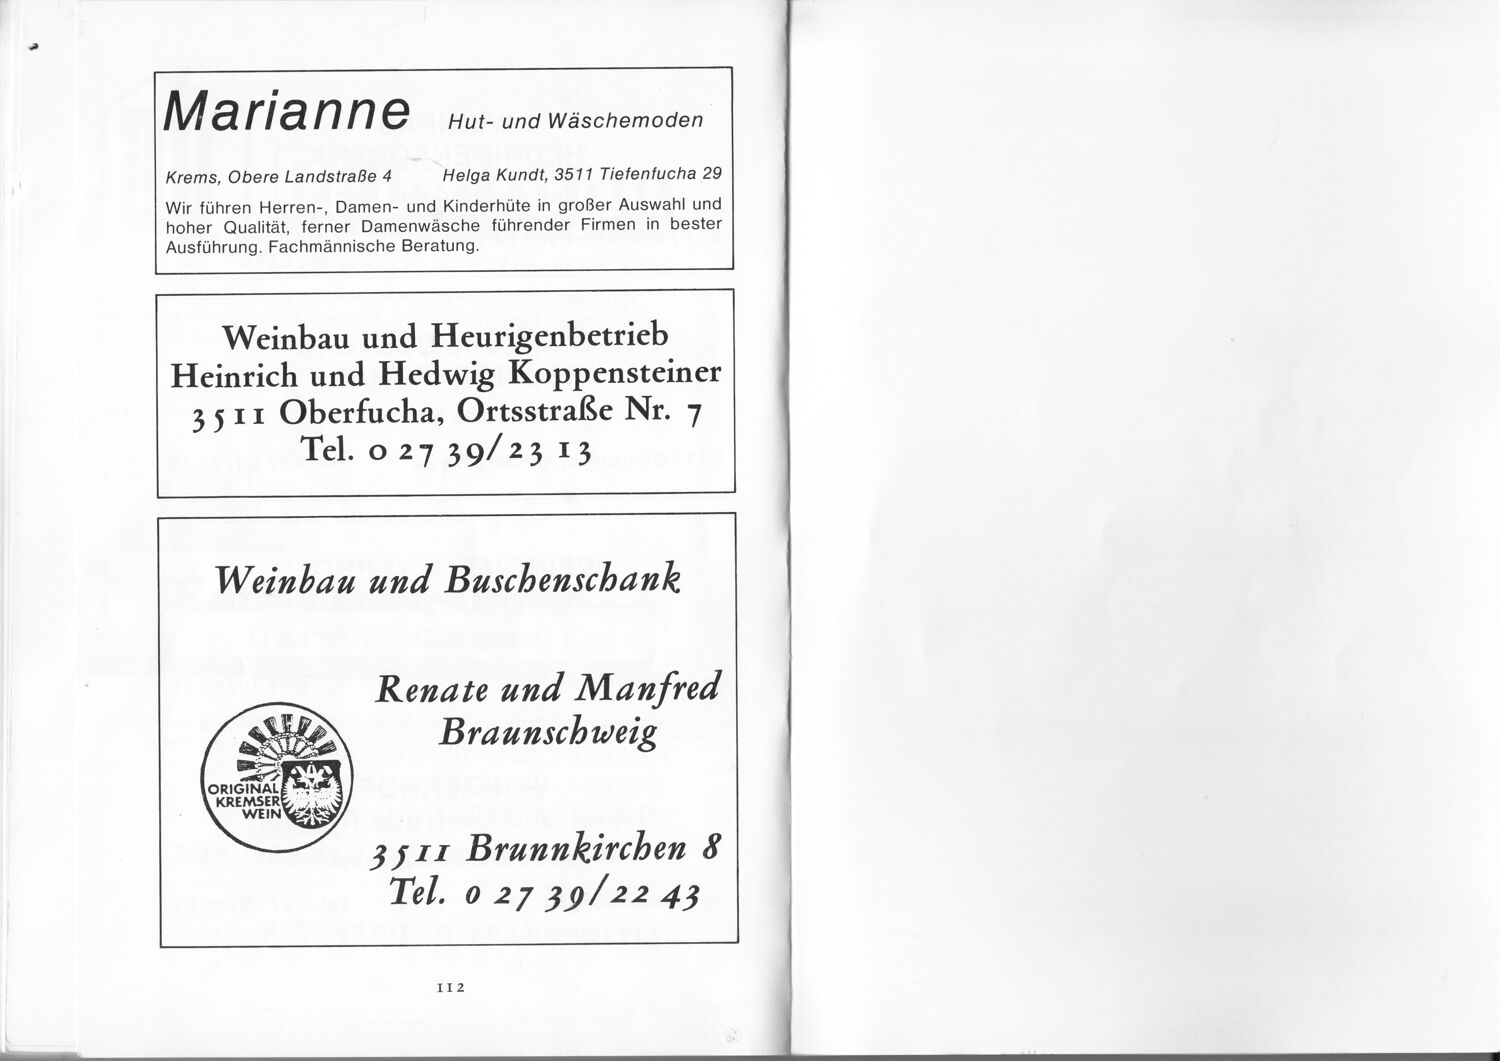 Marianne Hut- und Wäschemoden
Krems, Obere Landstraße 4 Helga Kundt, 3511 Tiefenfucha 29
Wir führen Herren-, Damen- und Kinderhüte in großer Auswahl und
hoher Qualität, ferner Damenwäsche führender Firmen in bester
Ausführung. Fachmännische Beratung.
Weinbau und Heurigenbetrieb
Heinrich und Hedwig Koppensteiner
3511 Oberfucha, Ortsstraße Nr. 7
Tel. 0 27 39/23 13
Weinbau und Buschenschank
Renate und Manfred
Braunschweig
ORIGINAL
KREMSER
WEIN
3511 Brunnkirchen 8
Tel. 0 27 39/22 43
112